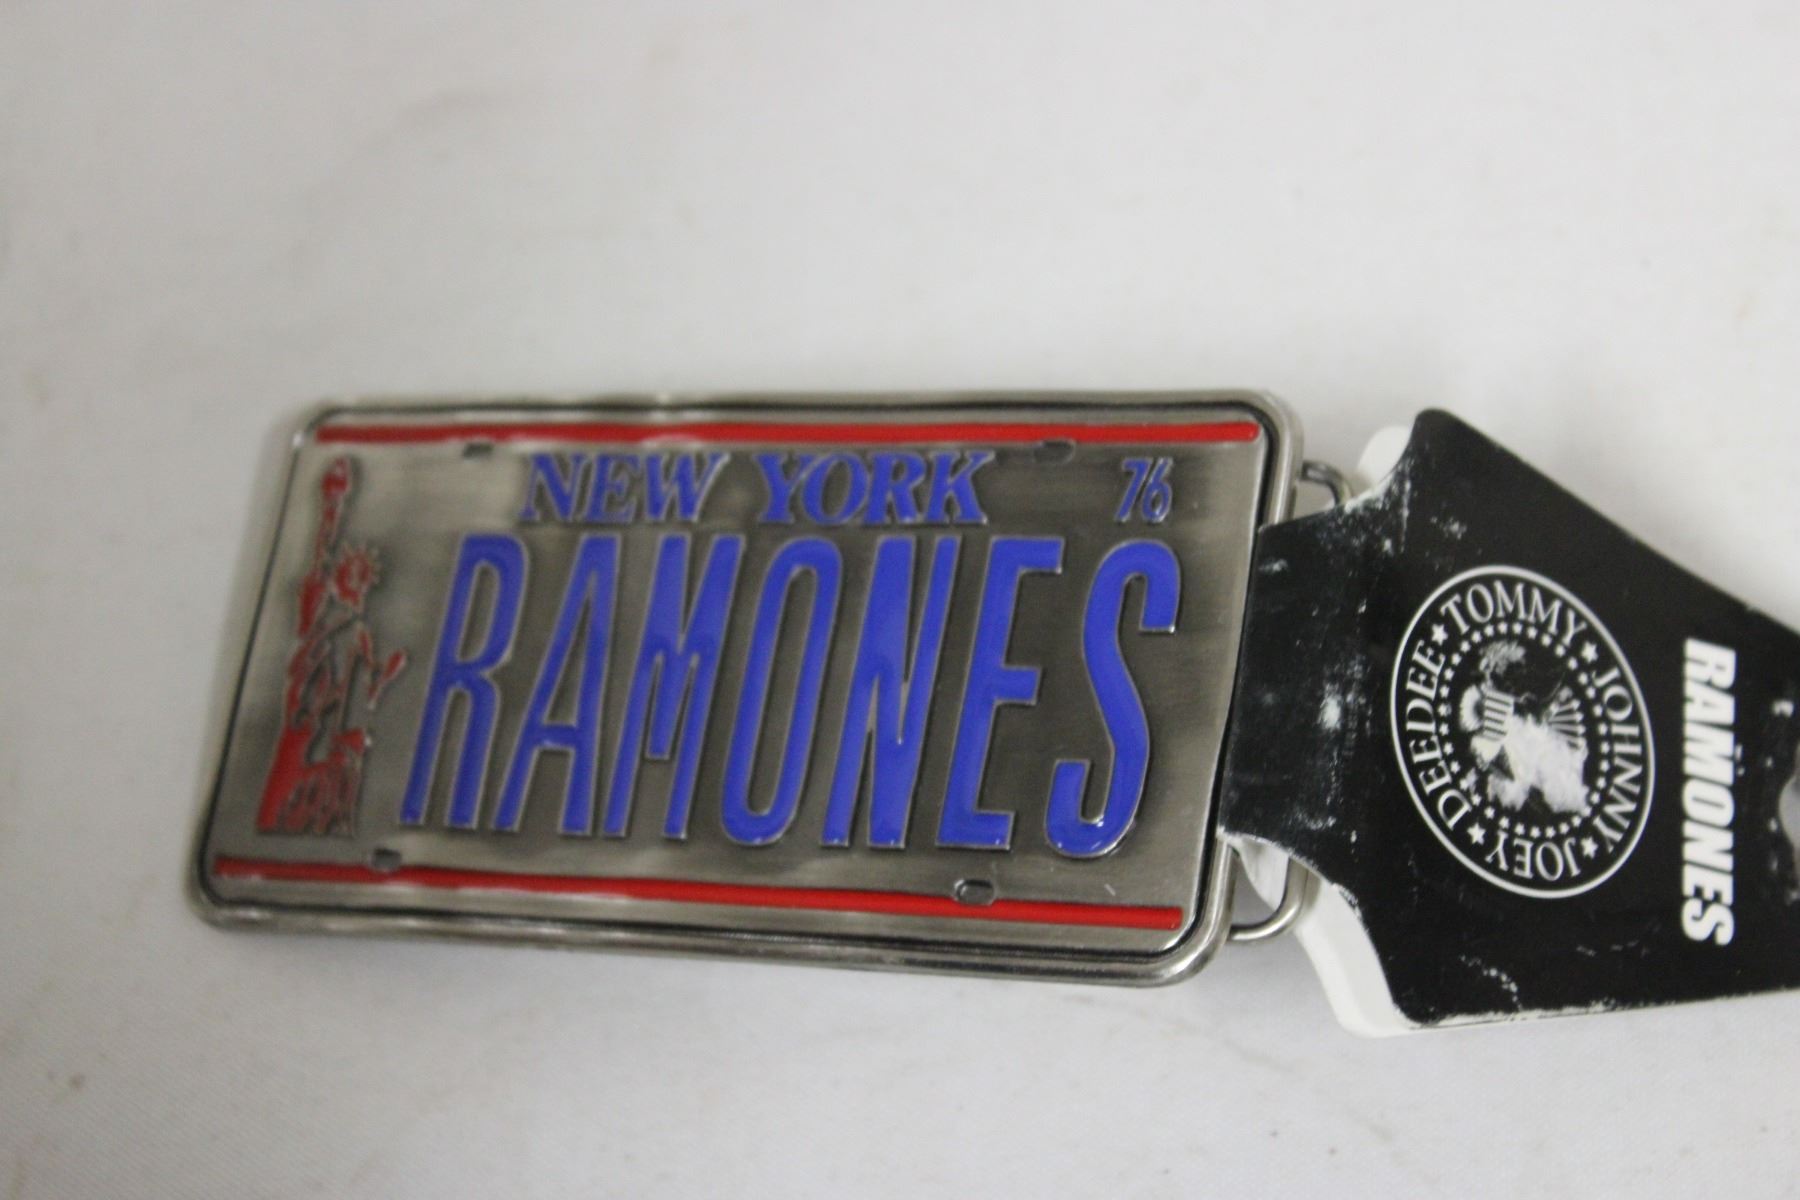 NEW YORK 76
RAMONES
DEEDEE ★ TOMMY ★ JOHNNY ★ JOEY ★
RAMONES